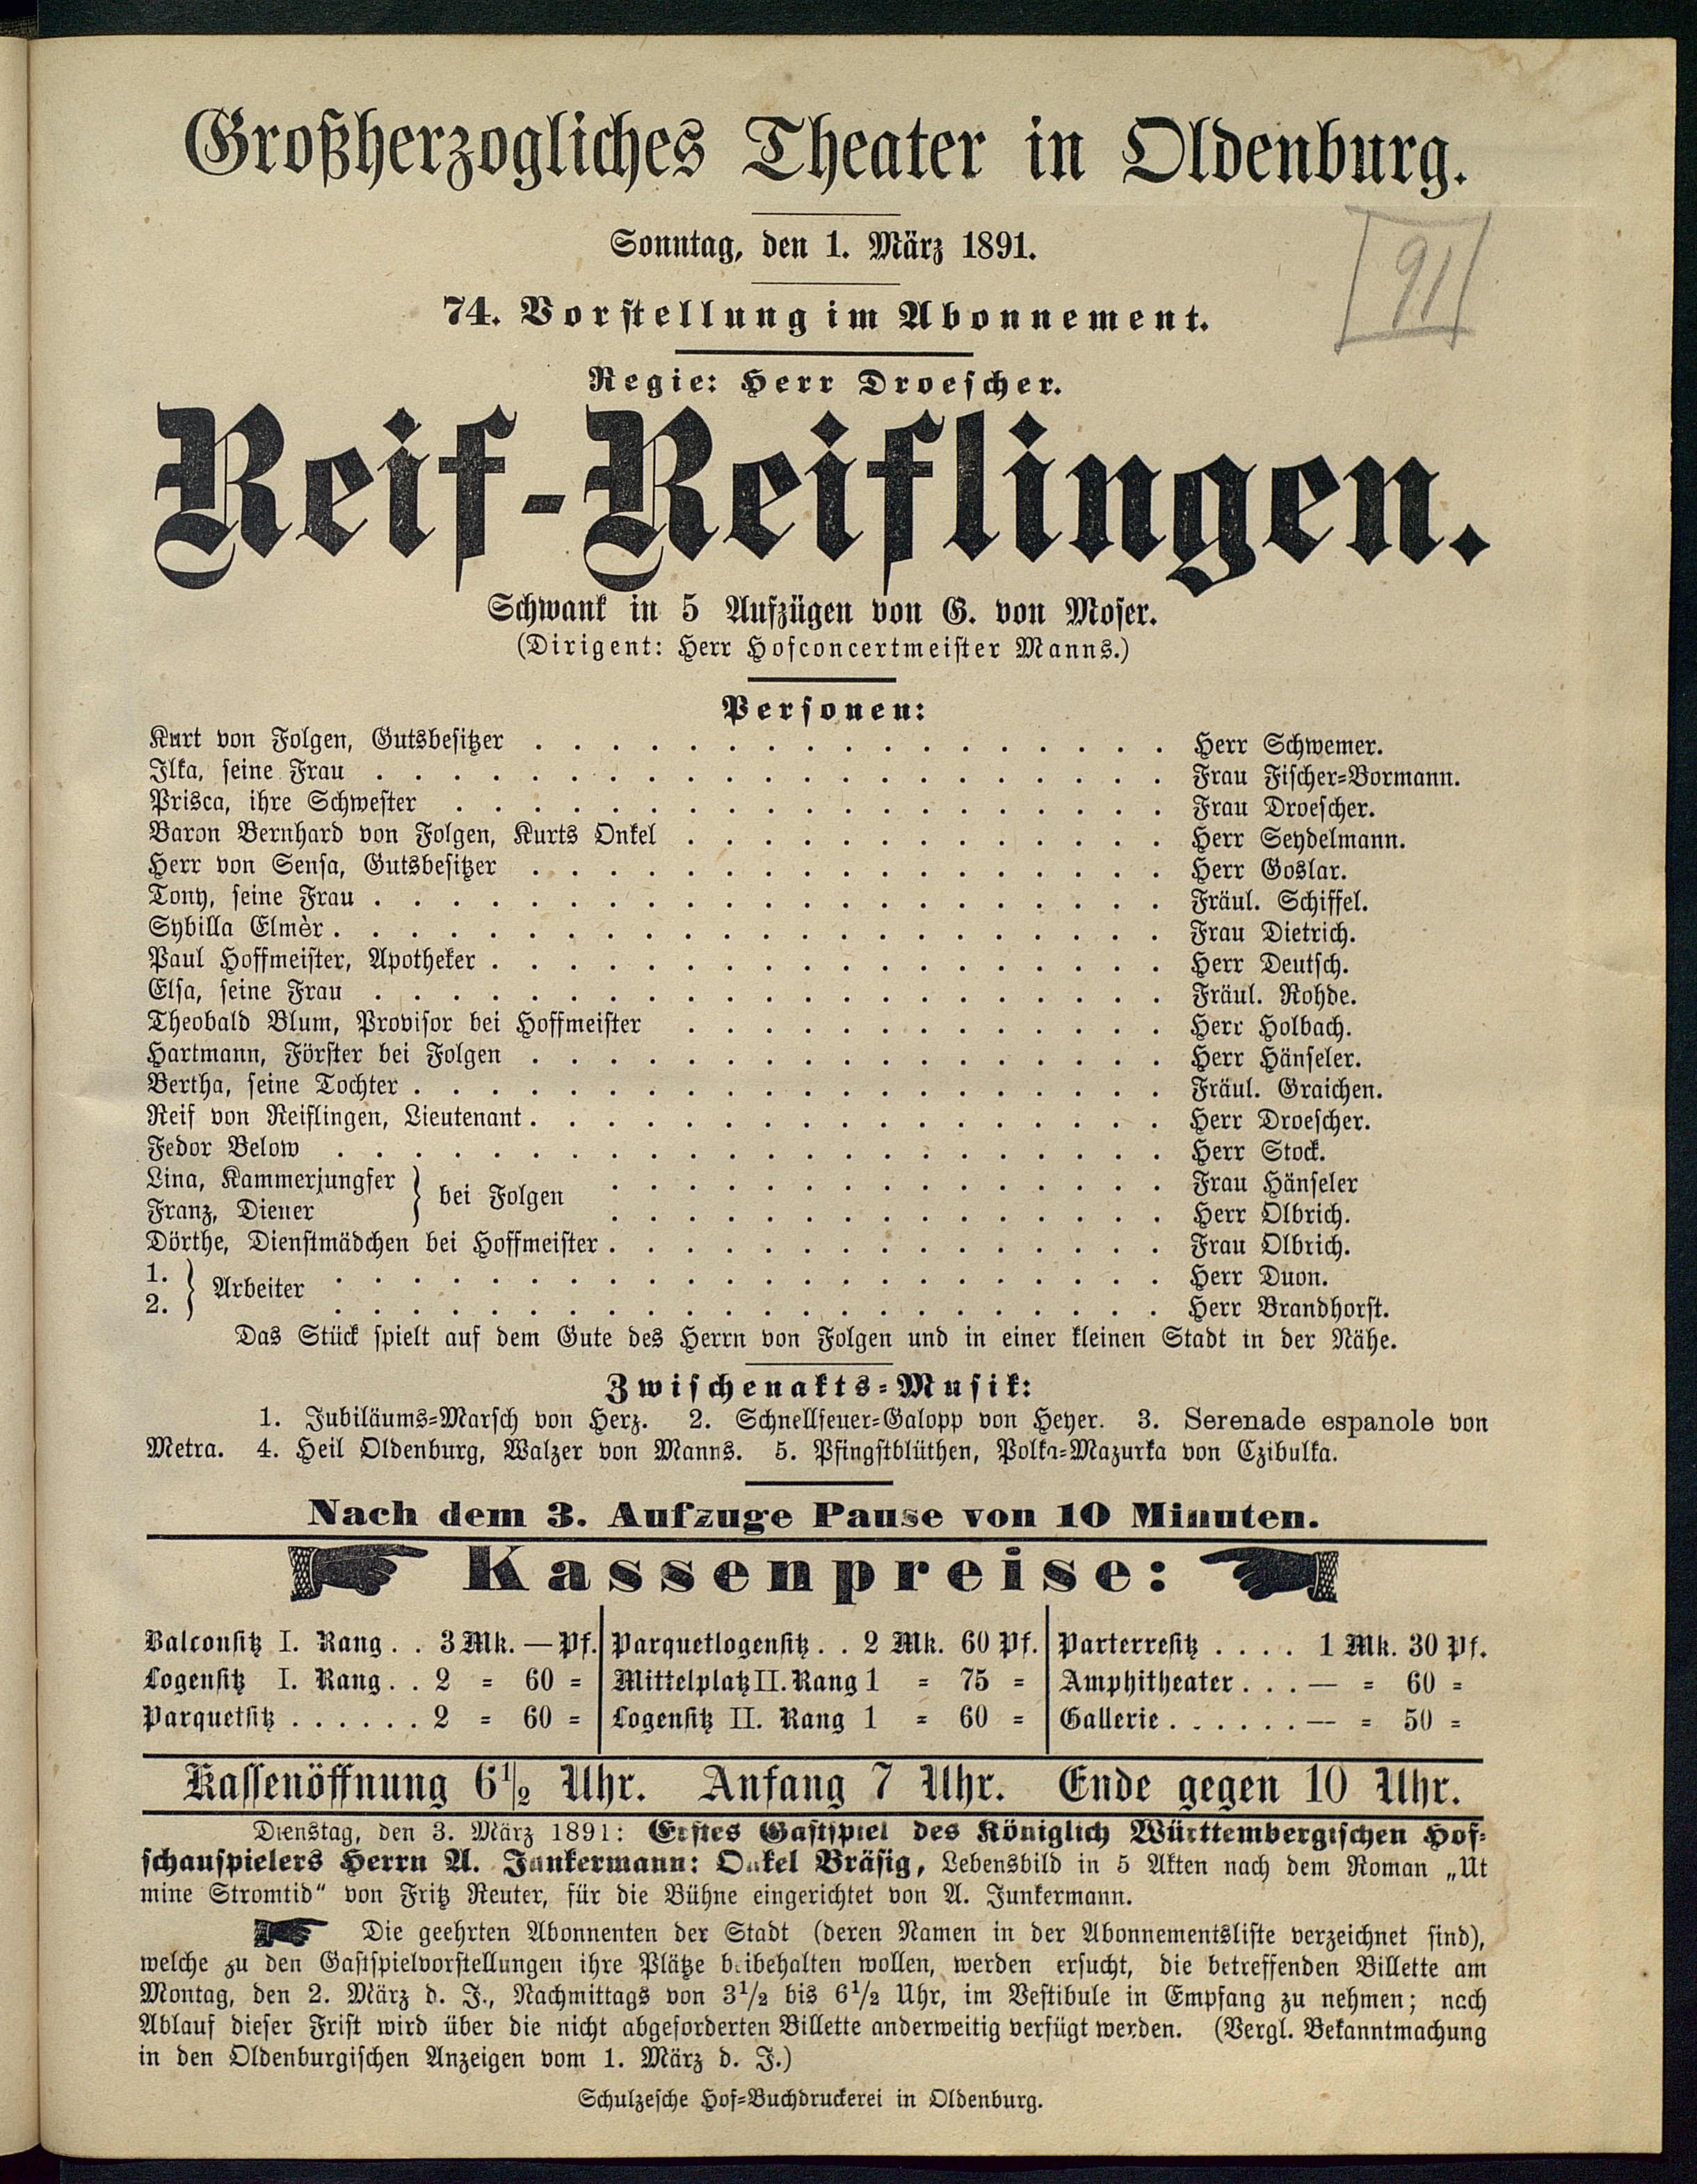 Großherzogliches Theater in Oldenburg.
Sonntag, den 1. März 1891.
91
74. Vorstellung im Abonnement.
Regie: Herr Droescher.
Reif-Reiflingen.
Schwank in 5 Aufzügen von G. von Moser.
(Dirigent: Herr Hofconcertmeister Manns.)
Personen:
Kurt von Folgen, Gutsbesitzer . . . . . Herr Schwemer.
Ilka, seine Frau . . . . . Frau Fischer=Bormann.
Prisca, ihre Schwester . . . . . Frau Droescher.
Baron Bernhard von Folgen, Kurts Onkel . . . . . Herr Seydelmann.
Herr von Sensa, Gutsbesitzer . . . . . Herr Goslar.
Tony, seine Frau . . . . . Fräul. Schiffel.
Sybilla Elmèr . . . . . Frau Dietrich.
Paul Hoffmeister, Apotheker . . . . . Herr Deutsch.
Elsa, seine Frau . . . . . Fräul. Rohde.
Theobald Blum, Provisor bei Hoffmeister . . . . . Herr Holbach.
Hartmann, Förster bei Folgen . . . . . Herr Hänseler.
Bertha, seine Tochter . . . . . Fräul. Graichen.
Reif von Reiflingen, Lieutenant . . . . . Herr Droescher.
Fedor Below . . . . . Herr Stock.
Lina, Kammerjungfer } bei Folgen . . . . . Frau Hänseler
Franz, Diener . . . . . Herr Olbrich.
Dörthe, Dienstmädchen bei Hoffmeister . . . . . Frau Olbrich.
1. } Arbeiter . . . . . Herr Duon.
2. . . . . . Herr Brandhorst.
Das Stück spielt auf dem Gute des Herrn von Folgen und in einer kleinen Stadt in der Nähe.
Zwischenakts=Musik:
1. Jubiläums=Marsch von Herz. 2. Schnellfeuer=Galopp von Heyer. 3. Serenade espanole von
Metra. 4. Heil Oldenburg, Walzer von Manns. 5. Pfingstblüthen, Polka=Mazurka von Czibulka.
Nach dem 3. Aufzuge Pause von 10 Minuten.
Kassenpreise:
Balconsitz I. Rang . . 3 Mk. — Pf. Parquetlogensitz . . 2 Mk. 60 Pf. Parterresitz . . . . 1 Mk. 30 Pf.
Logensitz I. Rang . . 2 = 60 = Mittelplatz II. Rang 1 = 75 = Amphitheater . . . — = 60 =
Parquetsitz . . . . . . 2 = 60 = Logensitz II. Rang 1 = 60 = Gallerie . . . . . . — = 50 =
Kassenöffnung 6½ Uhr. Anfang 7 Uhr. Ende gegen 10 Uhr.
Dienstag, den 3. März 1891: Erstes Gastspiel des Königlich Württembergischen Hof=
schauspielers Herrn A. Junkermann: Onkel Bräsig, Lebensbild in 5 Akten nach dem Roman „Ut
mine Stromtid“ von Fritz Reuter, für die Bühne eingerichtet von A. Junkermann.
Die geehrten Abonnenten der Stadt (deren Namen in der Abonnementsliste verzeichnet sind),
welche zu den Gastspielvorstellungen ihre Plätze beibehalten wollen, werden ersucht, die betreffenden Billette am
Montag, den 2. März d. J., Nachmittags von 3½ bis 6½ Uhr, im Vestibule in Empfang zu nehmen; nach
Ablauf dieser Frist wird über die nicht abgeforderten Billette anderweitig verfügt werden. (Vergl. Bekanntmachung
in den Oldenburgischen Anzeigen vom 1. März d. J.)
Schulzesche Hof=Buchdruckerei in Oldenburg.